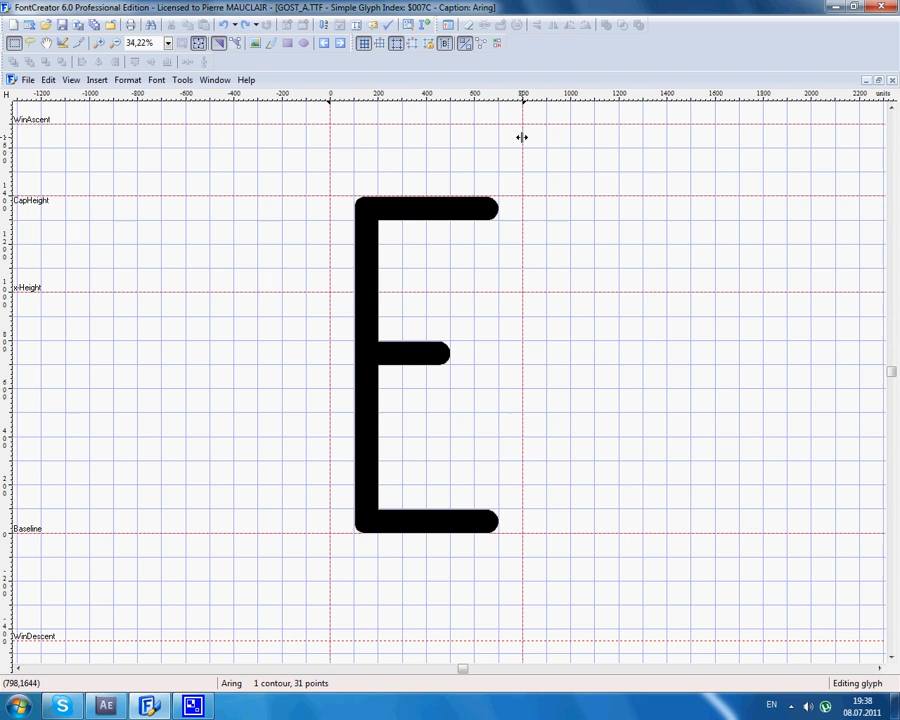 FontCreator 6.0 Professional Edition - Licensed to Pierre MAUCLAIR - [GOST_A.TTF - Simple Glyph Index: $007C - Caption: Aring]
34,22%
File Edit View Insert Format Font Tools Window Help
H -1200 -1000 -800 -600 -400 -200 0 200 400 600 800 1000 1200 1400 1600 1800 2000 2200 units
WinAscent
CapHeight
x-Height
Baseline
WinDescent
E
(798,1644) Aring 1 contour, 31 points Editing glyph
S Ae EN 19:38
08.07.2011